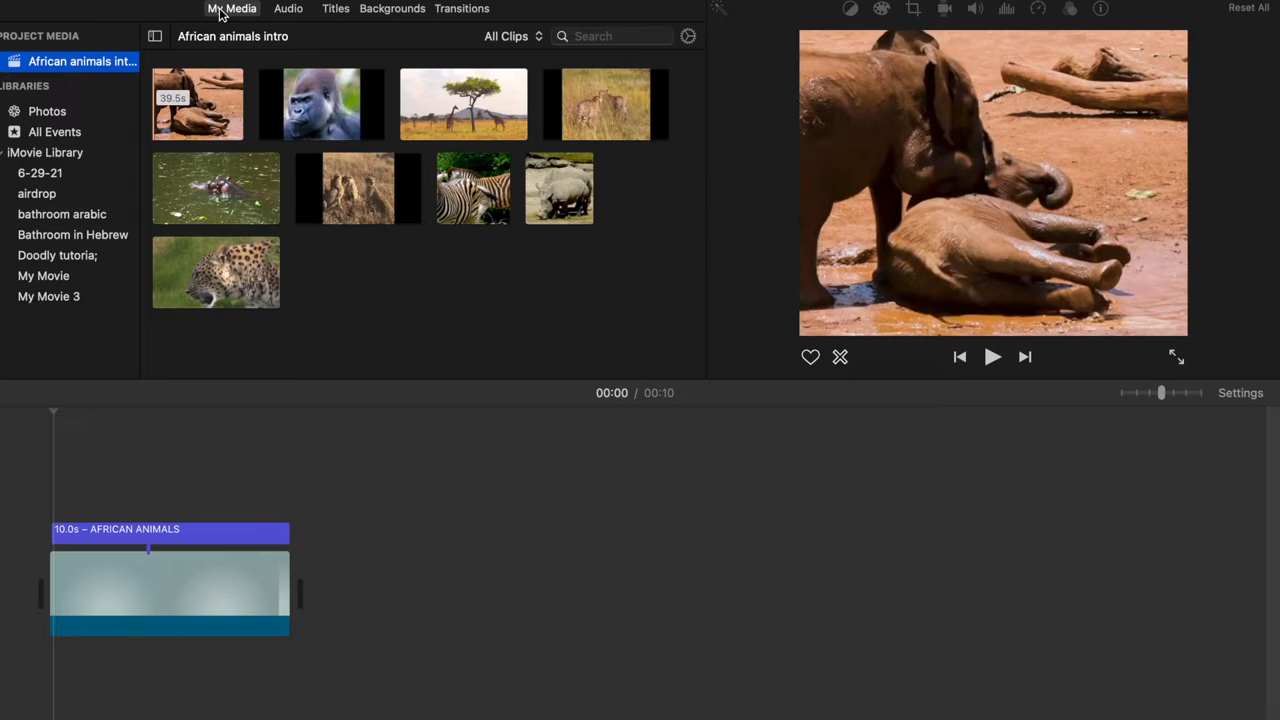 My Media Audio Titles Backgrounds Transitions
Reset All
PROJECT MEDIA
African animals intro
All Clips
Search
African animals int...
LIBRARIES
Photos
All Events
iMovie Library
6-29-21
airdrop
bathroom arabic
Bathroom in Hebrew
Doodly tutoria;
My Movie
My Movie 3
39.5s
00:00 / 00:10
Settings
10.0s – AFRICAN ANIMALS